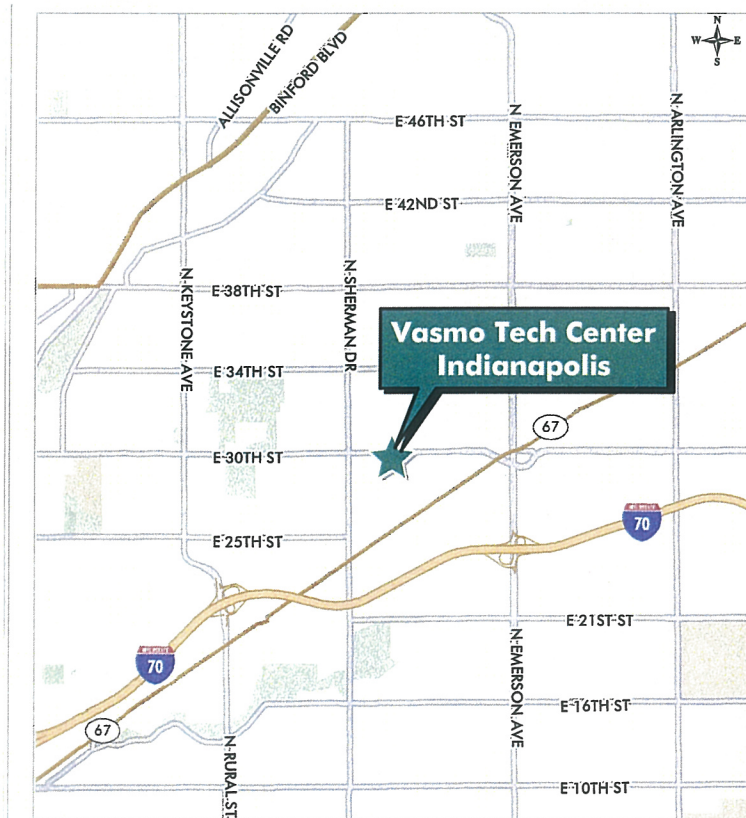 N
W E
S
ALLISONVILLE RD
BINFORD BLVD
E 46TH ST
N EMERSON AVE
N ARLINGTON AVE
E 42ND ST
N KEYSTONE AVE
E 38TH ST
N SHERMAN DR
Vasmo Tech Center
Indianapolis
E 34TH ST
67
E 30TH ST
70
E 25TH ST
E 21ST ST
70
N EMERSON AVE
67
E 16TH ST
N RURAL ST
E 10TH ST